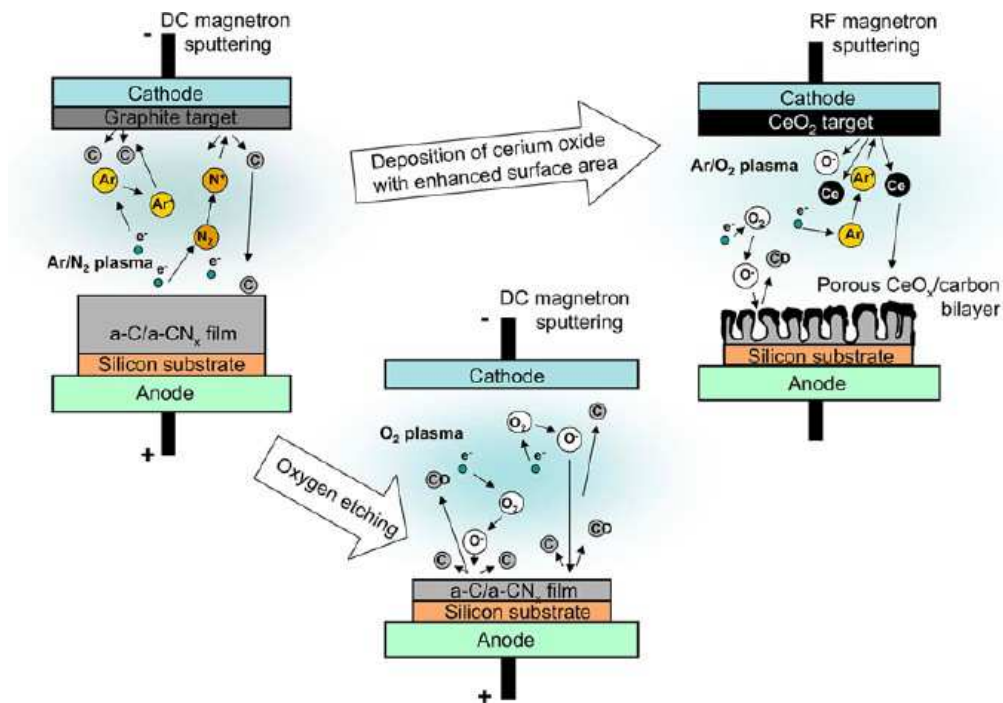 DC magnetron
sputtering
-
Cathode
Graphite target
C
C
C
Ar
N⁺
Ar⁺
N₂
e⁻
e⁻
e⁻
Ar/N₂ plasma
C
a-C/a-CNₓ film
Silicon substrate
Anode
+
Deposition of cerium oxide
with enhanced surface area
RF magnetron
sputtering
Cathode
CeO₂ target
O⁻
Ar/O₂ plasma
Ce
Ar⁺
Ce
e⁻
O₂
e⁻
Ar
O⁻
CO
Porous CeOₓ/carbon
bilayer
Silicon substrate
Anode
Oxygen etching
DC magnetron
sputtering
-
Cathode
O₂ plasma
O₂
O⁻
C
e⁻
e⁻
CO
O₂
O⁻
C
C
C
CO
a-C/a-CNₓ film
Silicon substrate
Anode
+